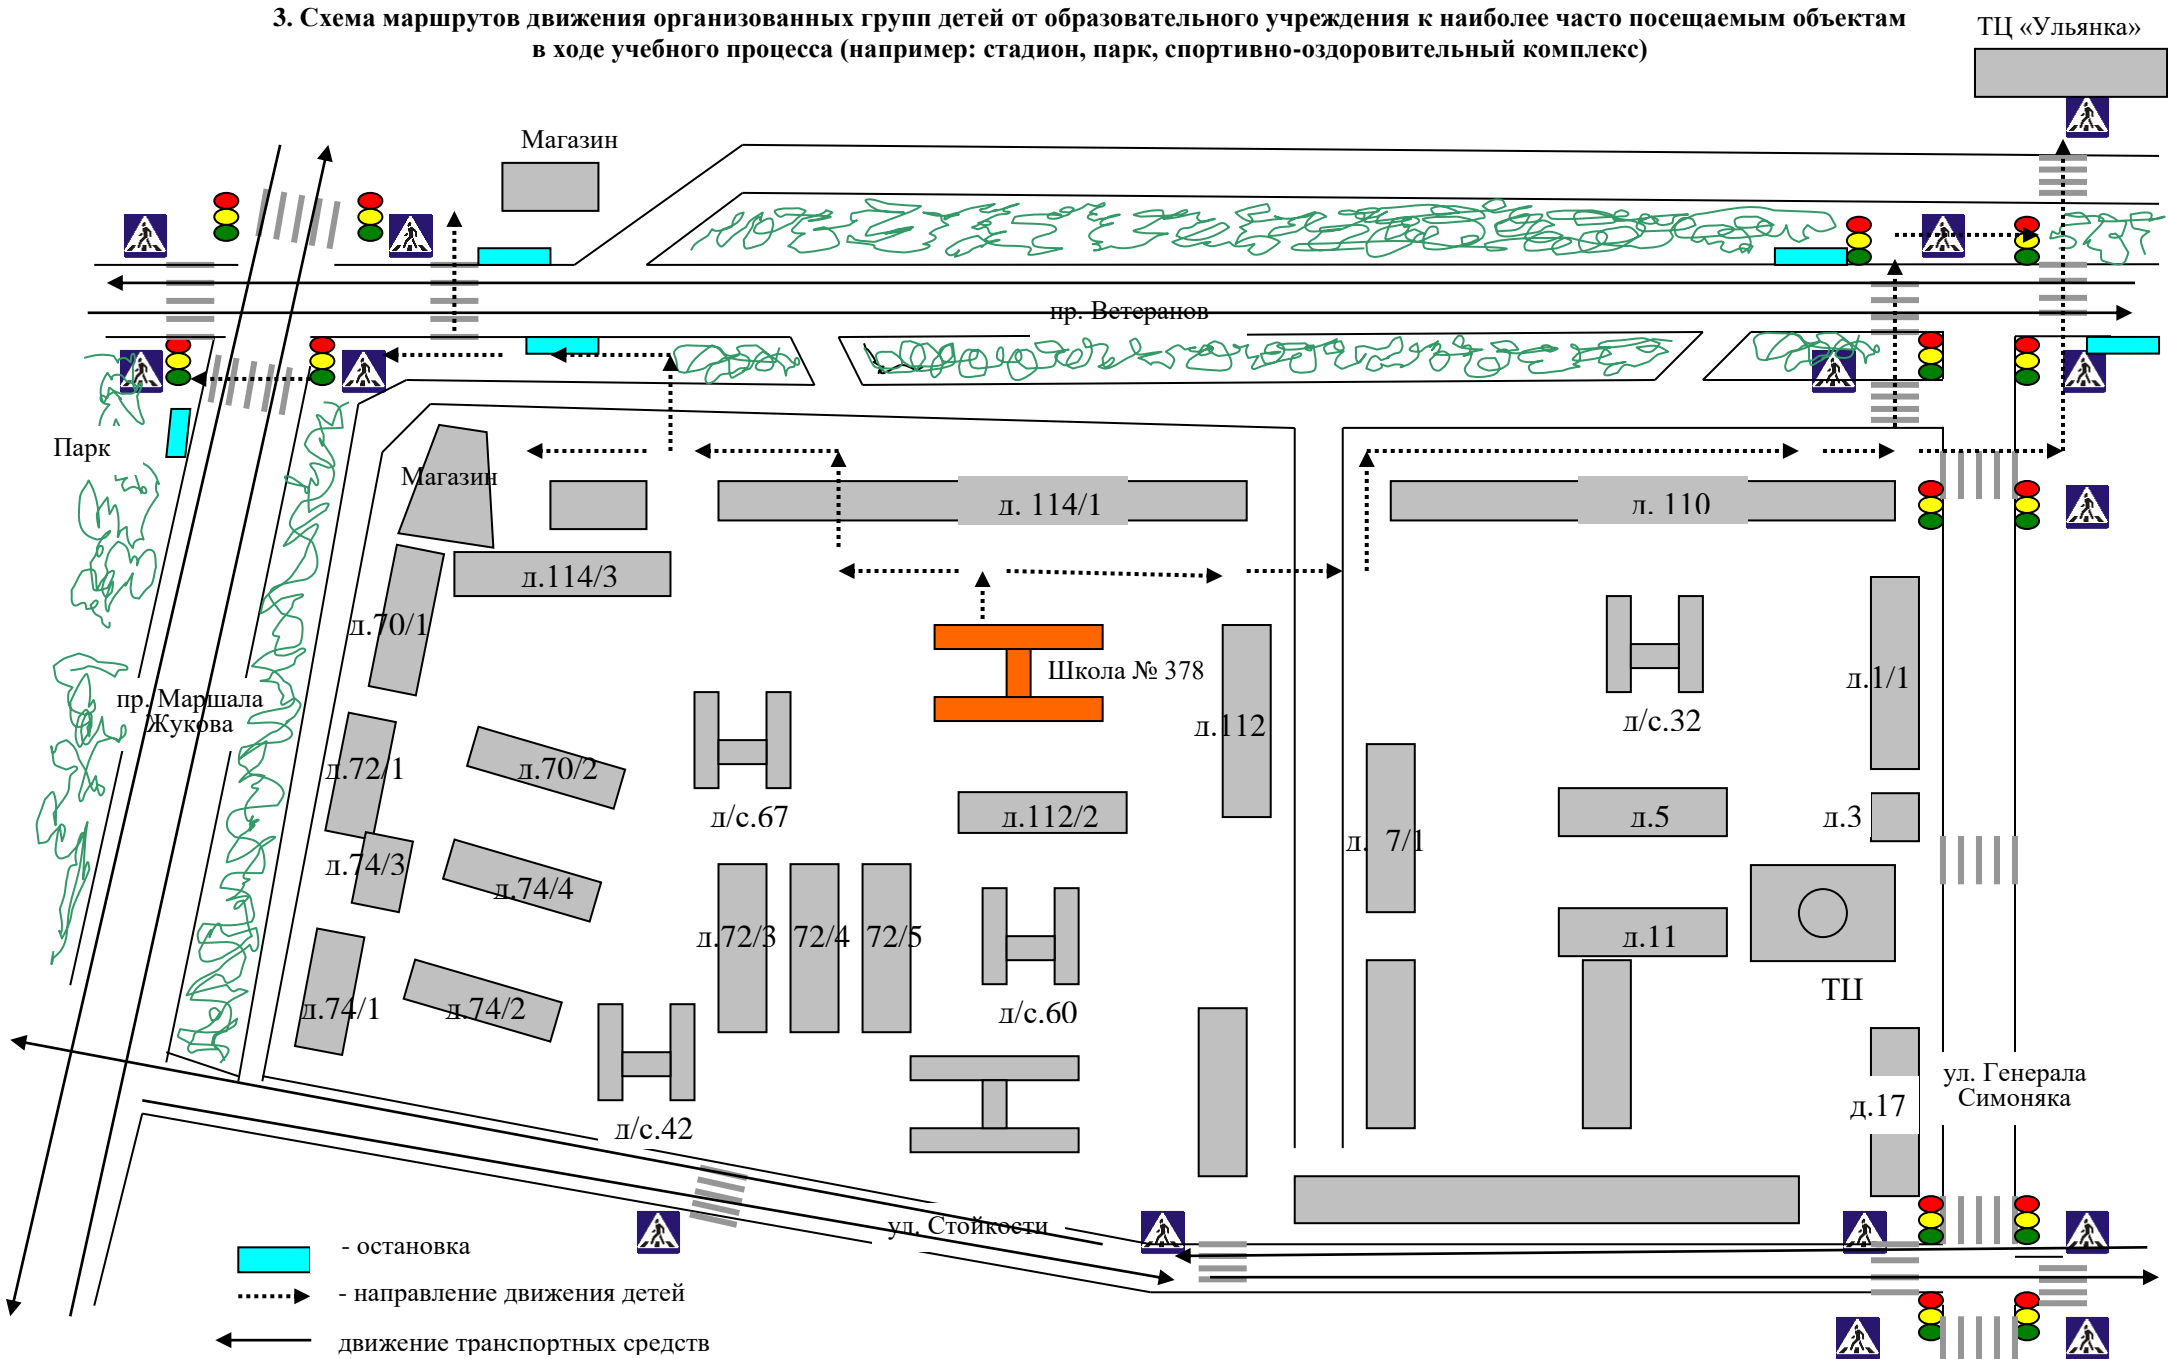 3. Схема маршрутов движения организованных групп детей от образовательного учреждения к наиболее часто посещаемым объектам
в ходе учебного процесса (например: стадион, парк, спортивно-оздоровительный комплекс)
ТЦ «Ульянка»
Магазин
пр. Ветеранов
Парк
Магазин
д. 114/1
д. 110
д.114/3
д.70/1
Школа № 378
д.1/1
пр. Маршала
Жукова
д.112
д/с.32
д.72/1
д.70/2
д/с.67
д.112/2
д.5
д.3
д. 7/1
д.74/3
д.74/4
д.72/3
72/4
72/5
д.11
ТЦ
д.74/1
д.74/2
д/с.60
ул. Генерала
Симоняка
д.17
д/с.42
ул. Стойкости
- остановка
- направление движения детей
движение транспортных средств